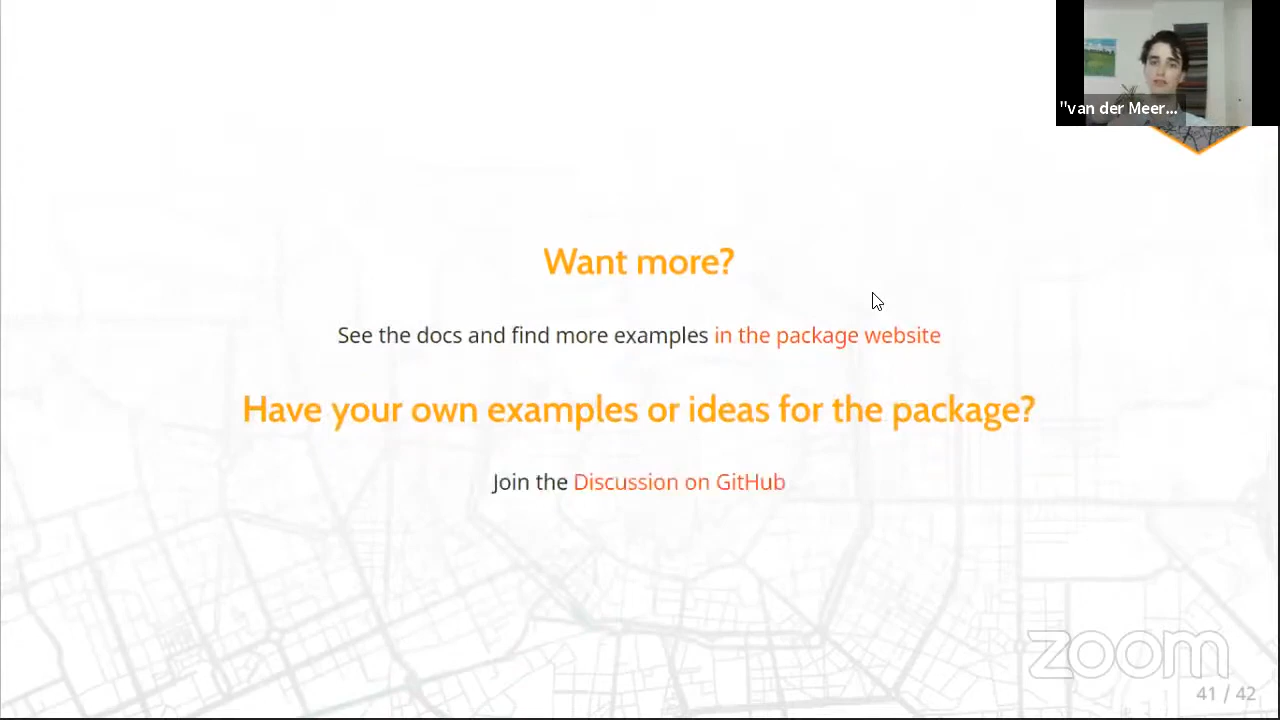 "van der Meer...
Want more?
See the docs and find more examples in the package website
Have your own examples or ideas for the package?
Join the Discussion on GitHub
zoom
41 / 42